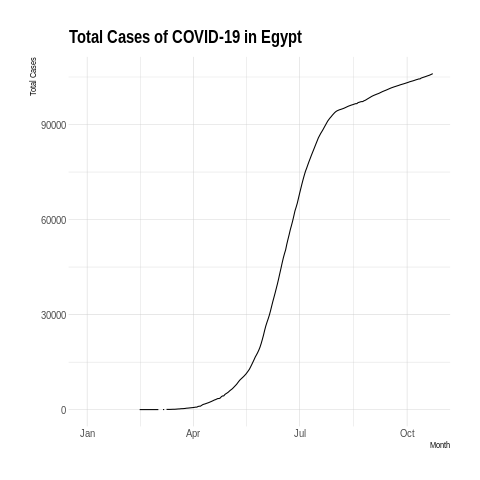 Total Cases of COVID-19 in Egypt
Total Cases
90000
60000
30000
0
Jan Apr Jul Oct
Month